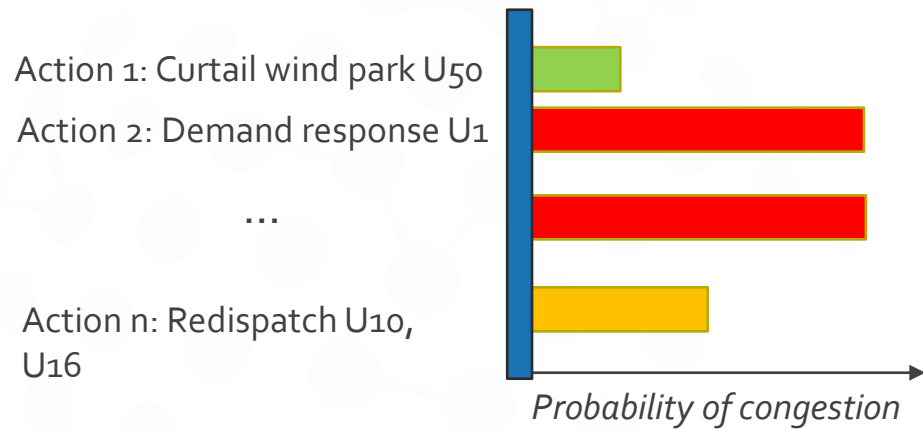 Action 1: Curtail wind park U50
Action 2: Demand response U1
...
Action n: Redispatch U10,
U16
Probability of congestion